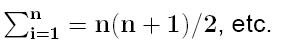 ∑ⁿᵢ₌₁ = n(n + 1)/2, etc.